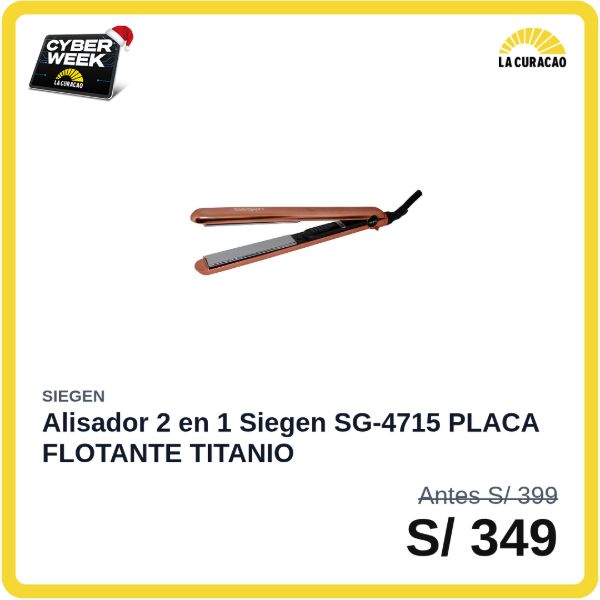 CYBER
WEEK
LA CURACAO
LA CURACAO
siegen
SIEGEN
Alisador 2 en 1 Siegen SG-4715 PLACA
FLOTANTE TITANIO
Antes S/ 399
S/ 349